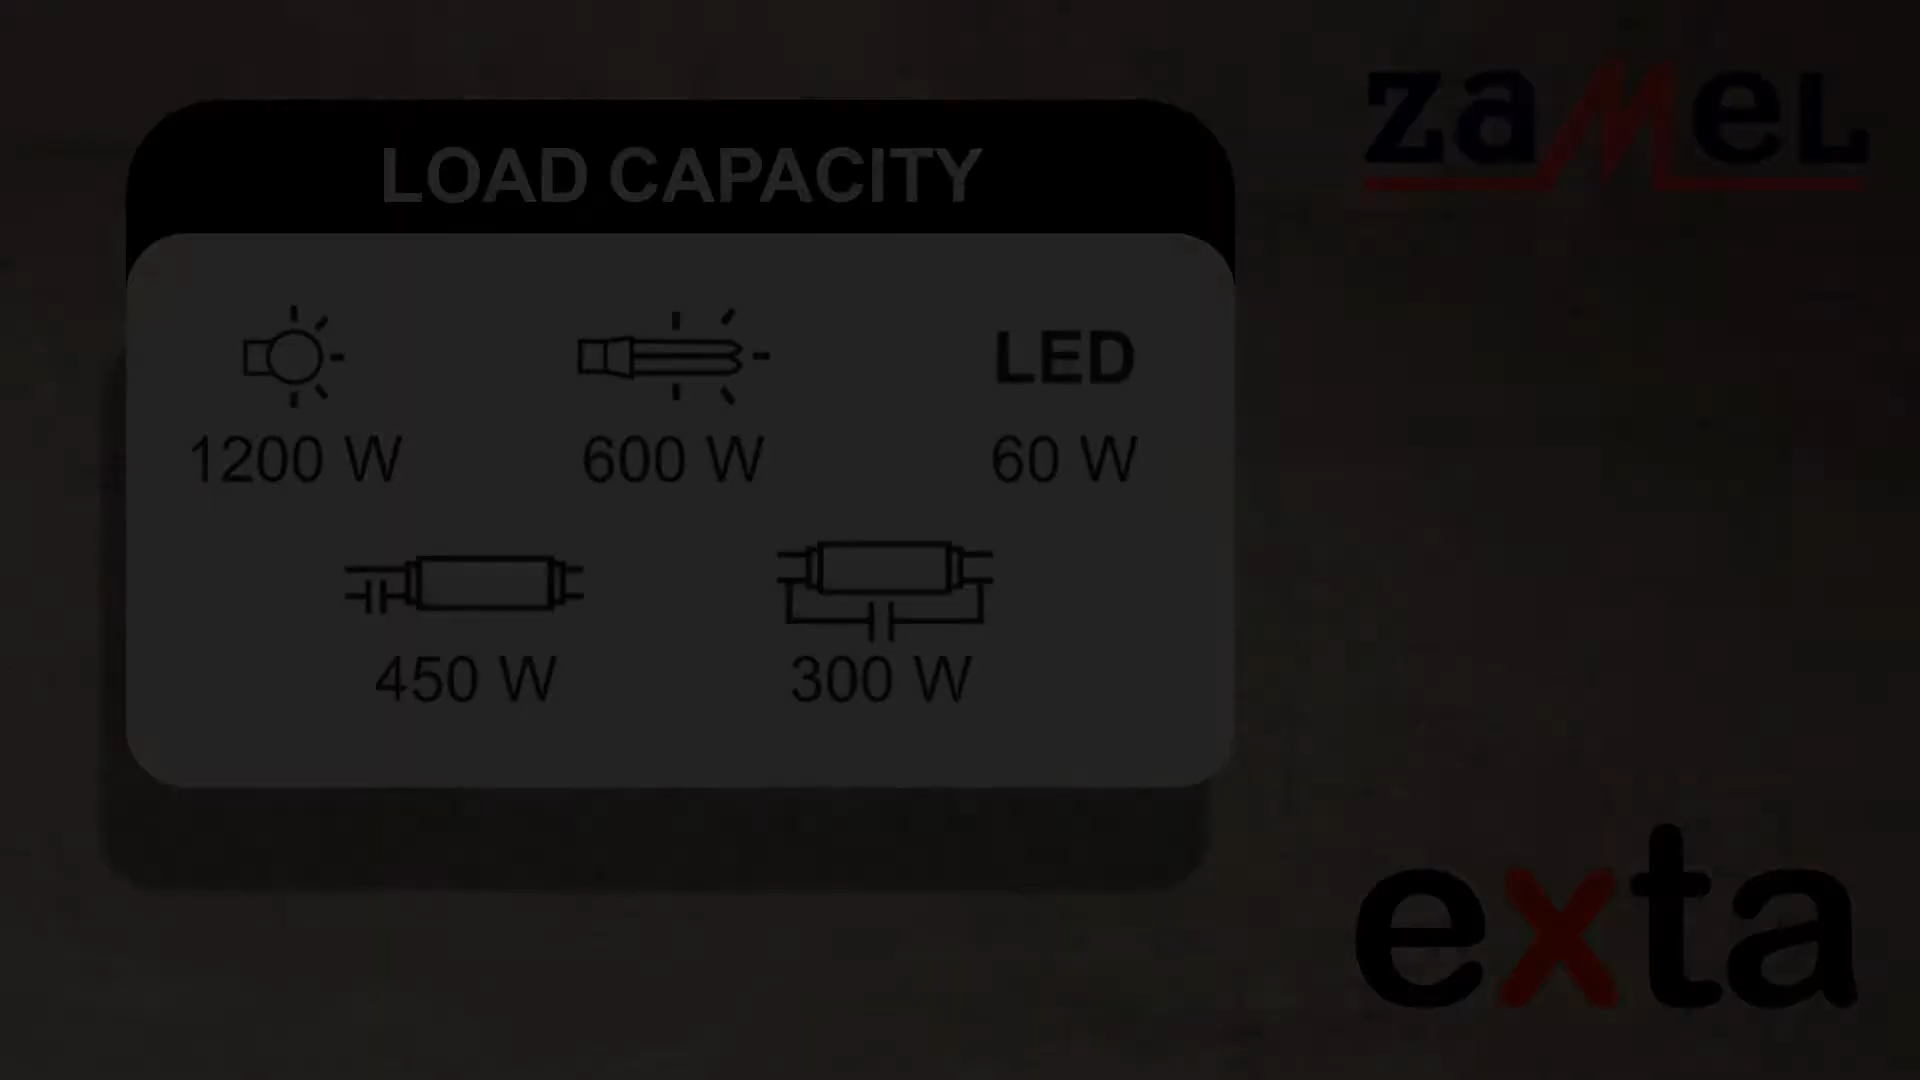 zaMeL
LOAD CAPACITY
LED
1200 W
600 W
60 W
450 W
300 W
exta